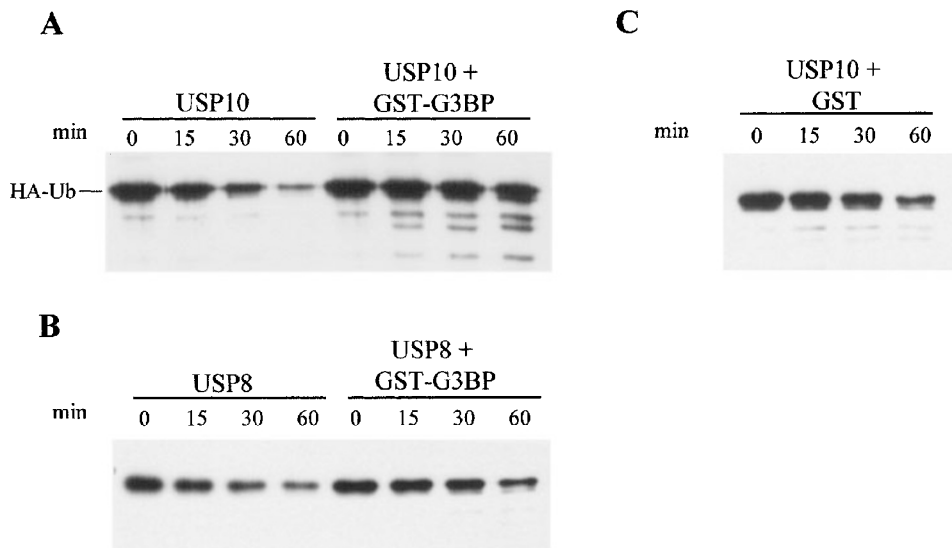 A
USP10
USP10 +
GST-G3BP
min 0 15 30 60 0 15 30 60
HA-Ub
B
USP8
USP8 +
GST-G3BP
min 0 15 30 60 0 15 30 60
C
USP10 +
GST
min 0 15 30 60